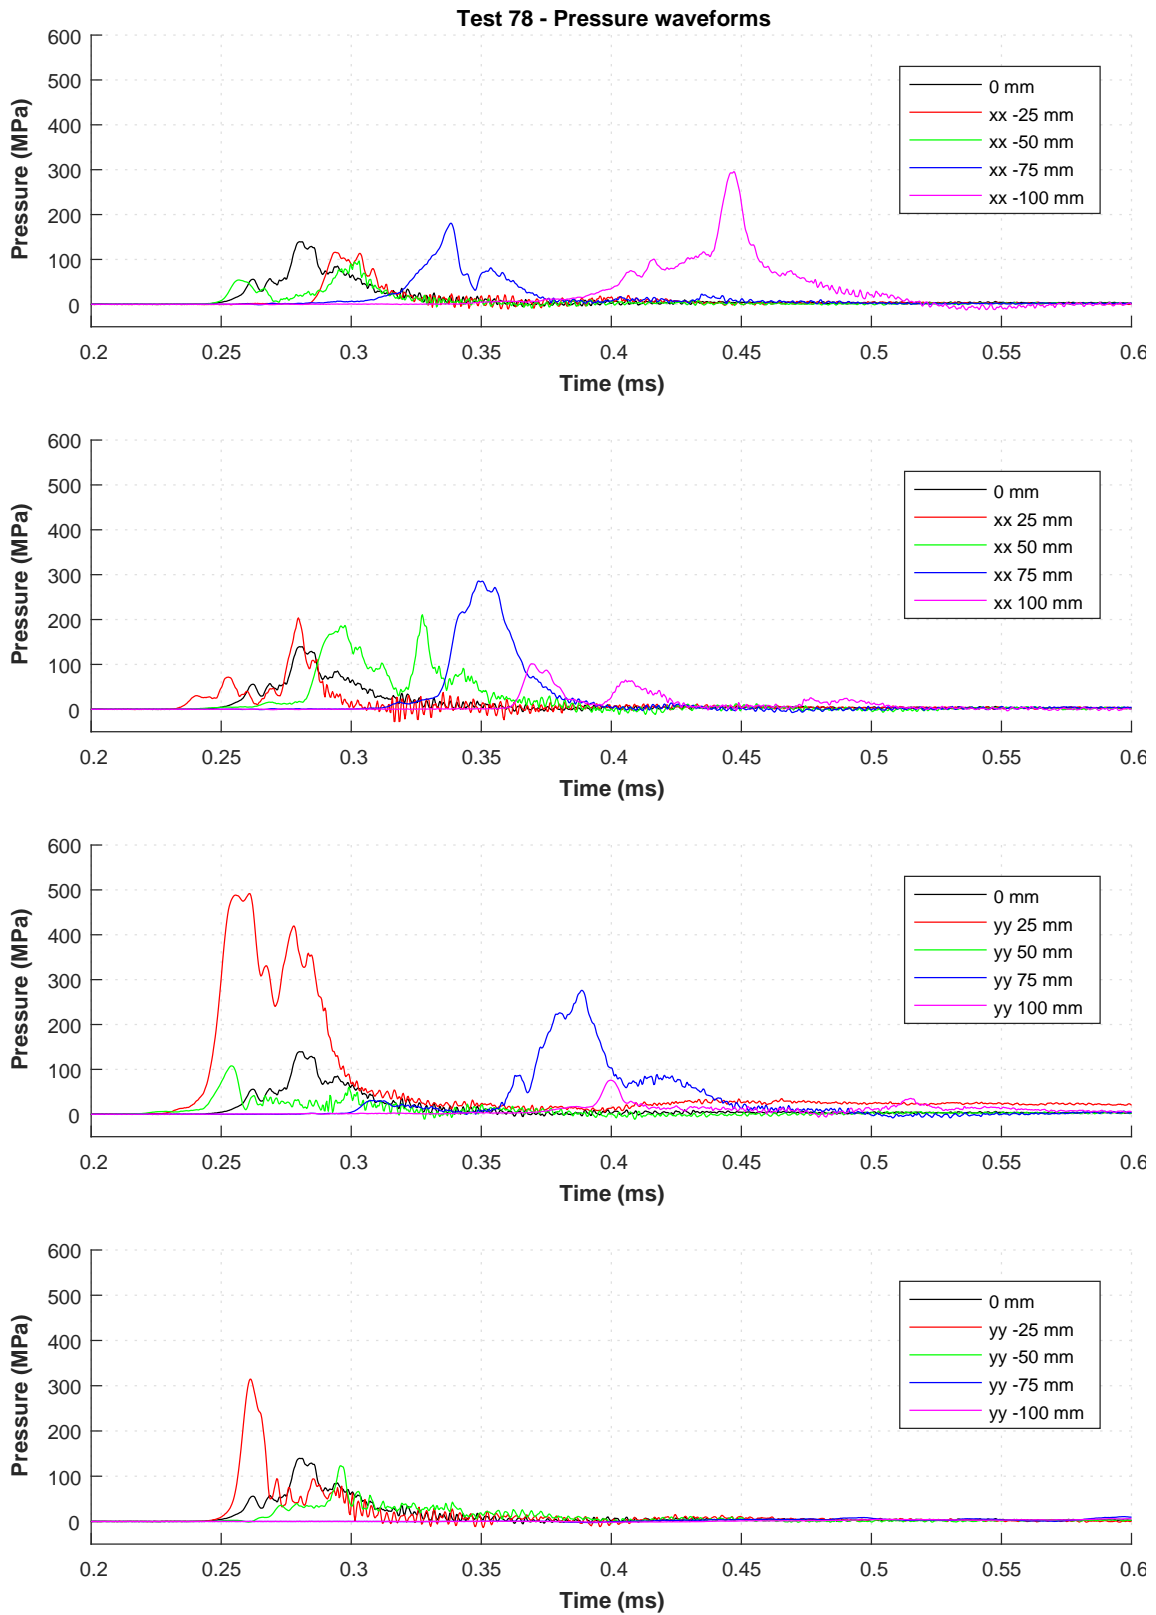 Test 78 - Pressure waveforms
600
500
400
300
200
100
0
Pressure (MPa)
0 mm
xx -25 mm
xx -50 mm
xx -75 mm
xx -100 mm
0.2 0.25 0.3 0.35 0.4 0.45 0.5 0.55 0.6
Time (ms)
600
500
400
300
200
100
0
Pressure (MPa)
0 mm
xx 25 mm
xx 50 mm
xx 75 mm
xx 100 mm
0.2 0.25 0.3 0.35 0.4 0.45 0.5 0.55 0.6
Time (ms)
600
500
400
300
200
100
0
Pressure (MPa)
0 mm
yy 25 mm
yy 50 mm
yy 75 mm
yy 100 mm
0.2 0.25 0.3 0.35 0.4 0.45 0.5 0.55 0.6
Time (ms)
600
500
400
300
200
100
0
Pressure (MPa)
0 mm
yy -25 mm
yy -50 mm
yy -75 mm
yy -100 mm
0.2 0.25 0.3 0.35 0.4 0.45 0.5 0.55 0.6
Time (ms)